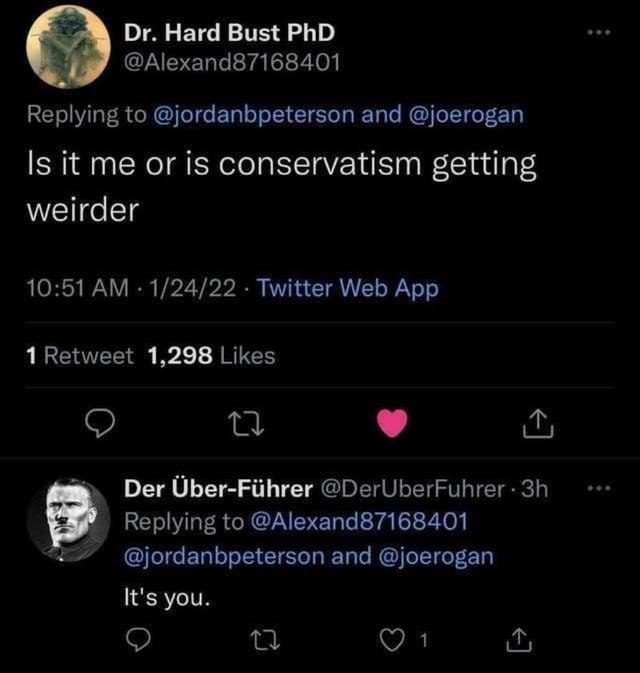 Dr. Hard Bust PhD
@Alexand87168401
Replying to @jordanbpeterson and @joerogan
Is it me or is conservatism getting
weirder
10:51 AM · 1/24/22 · Twitter Web App
1 Retweet 1,298 Likes
Der Über-Führer @DerUberFuhrer · 3h
Replying to @Alexand87168401
@jordanbpeterson and @joerogan
It's you.
1